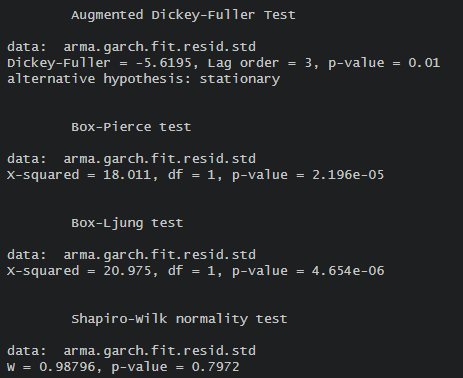 Augmented Dickey-Fuller Test
data:  arma.garch.fit.resid.std
Dickey-Fuller = -5.6195, Lag order = 3, p-value = 0.01
alternative hypothesis: stationary
Box-Pierce test
data:  arma.garch.fit.resid.std
X-squared = 18.011, df = 1, p-value = 2.196e-05
Box-Ljung test
data:  arma.garch.fit.resid.std
X-squared = 20.975, df = 1, p-value = 4.654e-06
Shapiro-Wilk normality test
data:  arma.garch.fit.resid.std
W = 0.98796, p-value = 0.7972